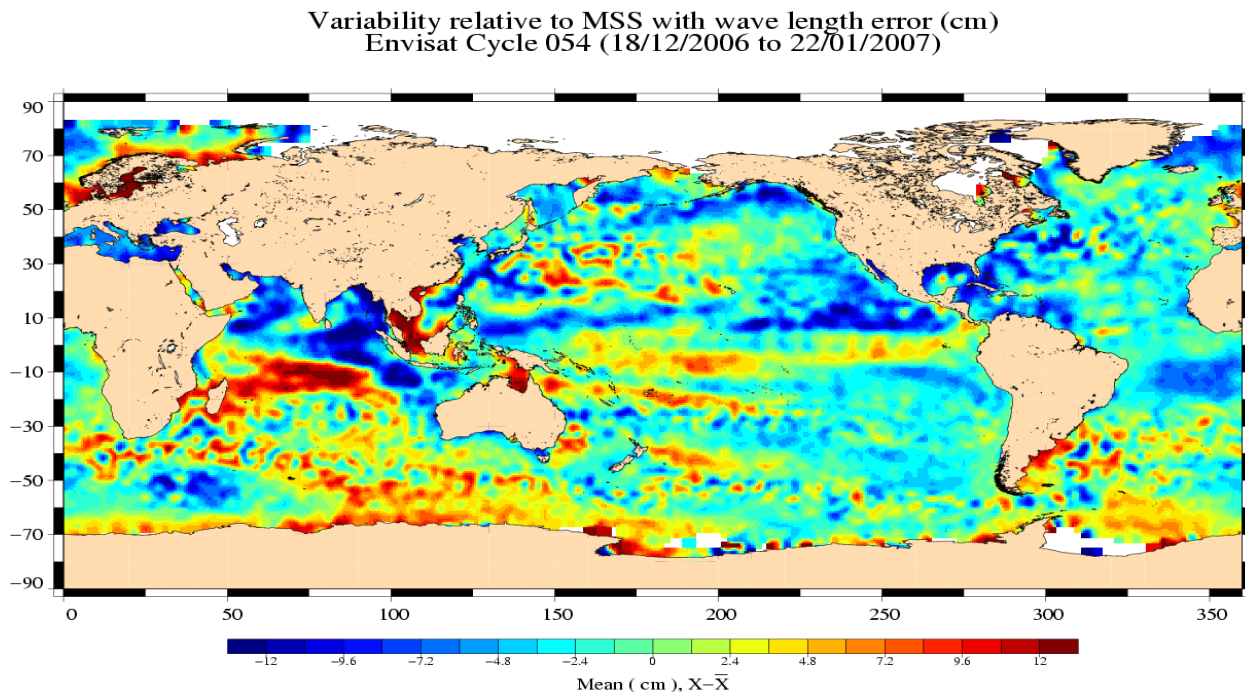 Variability relative to MSS with wave length error (cm)
Envisat Cycle 054 (18/12/2006 to 22/01/2007)
90
70
50
30
10
−10
−30
−50
−70
−90
0 50 100 150 200 250 300 350
−12 −9.6 −7.2 −4.8 −2.4 0 2.4 4.8 7.2 9.6 12
Mean ( cm ), X−X̅